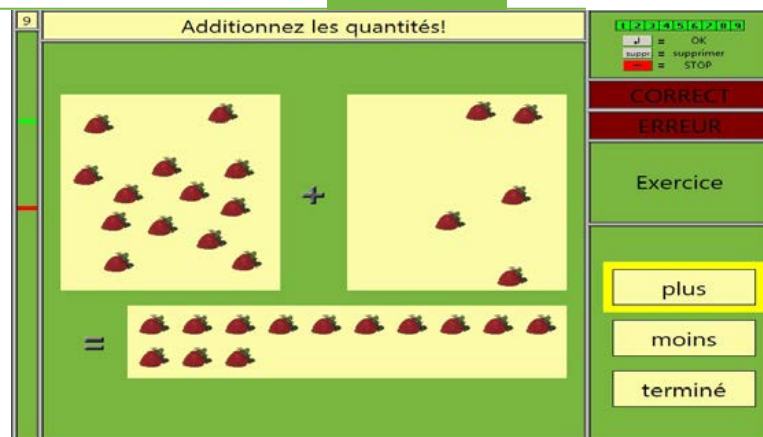 9
Additionnez les quantités!
1 2 3 4 5 6 7 8 9
↲ = OK
suppr = supprimer
− = STOP
CORRECT
ERREUR
Exercice
+
plus
=
moins
terminé